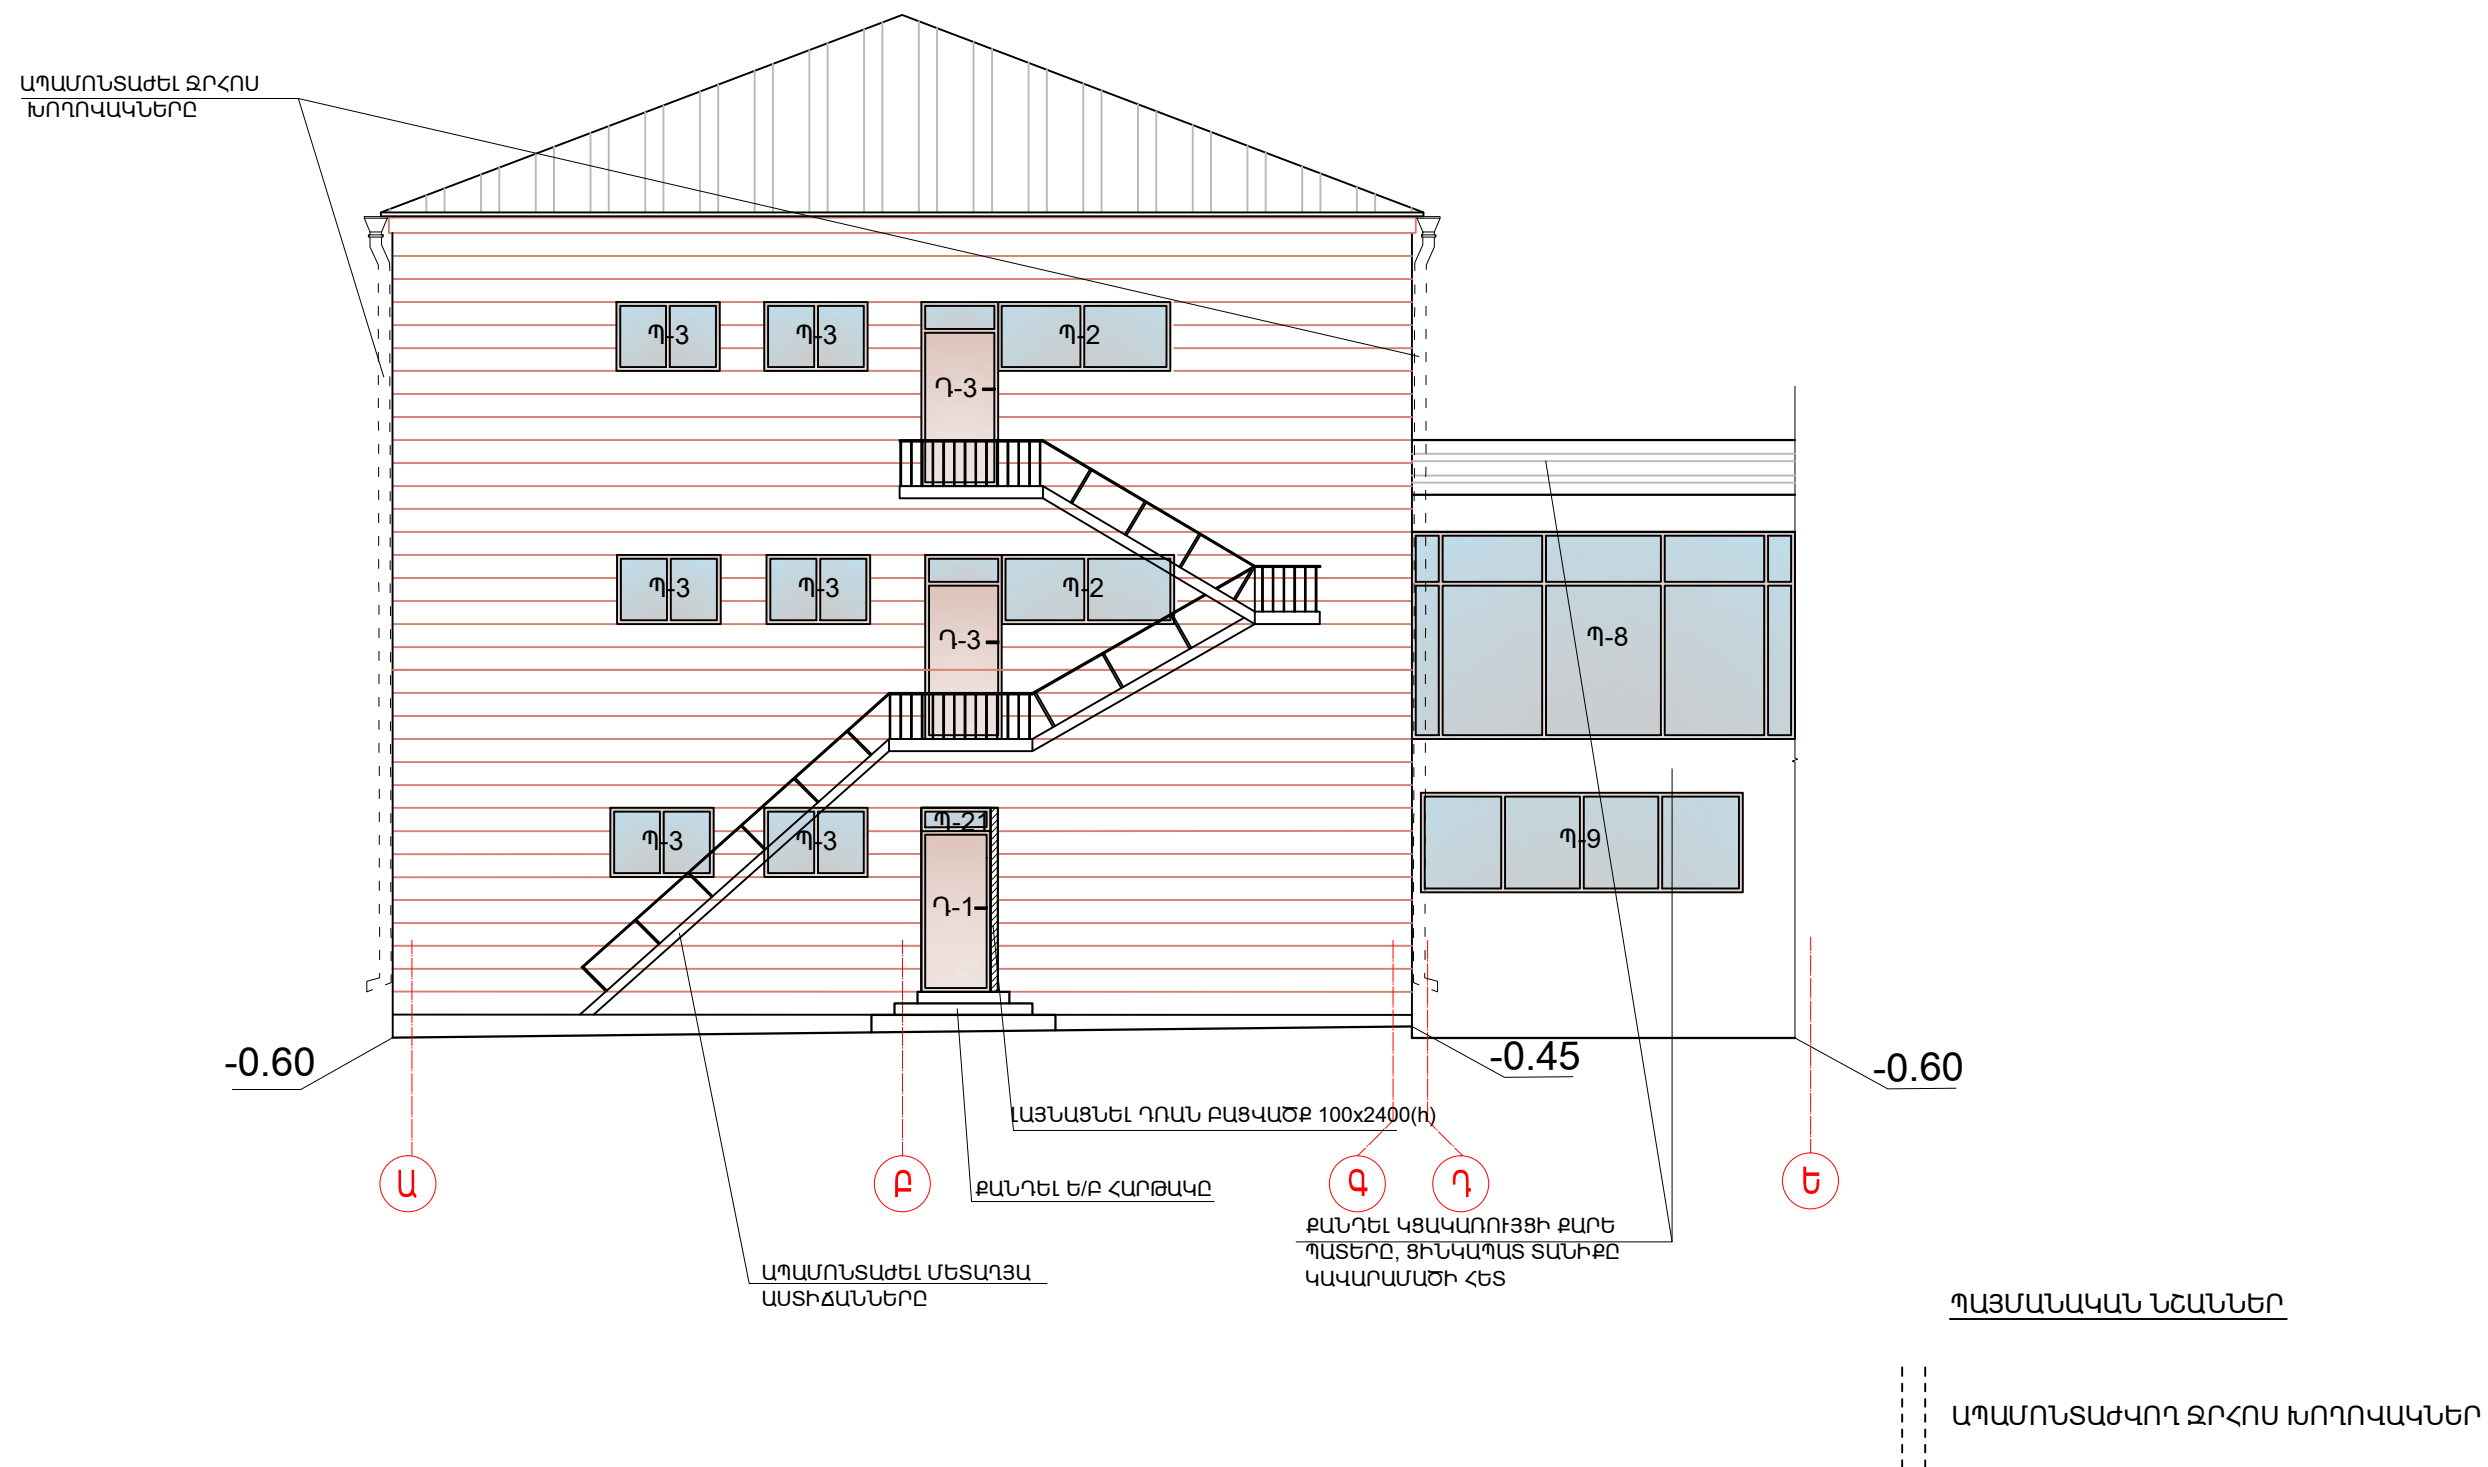 ԱՊԱՄՈՆՏԱԺԵԼ ՋՐՀՈՍ
ԽՈՂՈՎԱԿՆԵՐԸ
Պ-3
Պ-3
Պ-2
Դ-3
Պ-3
Պ-3
Պ-2
Դ-3
Պ-8
Պ-3
Պ-3
Պ-21
Պ-9
Դ-1
-0.60
-0.45
-0.60
ԼԱՅՆԱՑՆԵԼ ԴՌԱՆ ԲԱՑՎԱԾՔ 100x2400(h)
Ա
Բ
Գ
Դ
Ե
ՔԱՆԴԵԼ Ե/Բ ՀԱՐԹԱԿԸ
ՔԱՆԴԵԼ ԿՑԱԿԱՌՈՒՅՑԻ ՔԱՐԵ
ՊԱՏԵՐԸ, ՑԻՆԿԱՊԱՏ ՏԱՆԻՔԸ
ԿԱՎԱՐԱՄԱԾԻ ՀԵՏ
ԱՊԱՄՈՆՏԱԺԵԼ ՄԵՏԱՂՅԱ
ԱՍՏԻՃԱՆՆԵՐԸ
ՊԱՅՄԱՆԱԿԱՆ ՆՇԱՆՆԵՐ
ԱՊԱՄՈՆՏԱԺՎՈՂ ՋՐՀՈՍ ԽՈՂՈՎԱԿՆԵՐ